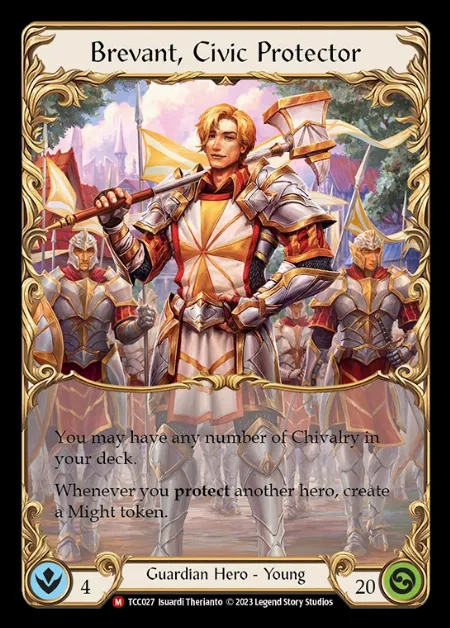 Brevant, Civic Protector
You may have any number of Chivalry in
your deck.
Whenever you protect another hero, create
a Might token.
4
Guardian Hero - Young
20
M TCC027 Isuardi Therianto © 2023 Legend Story Studios